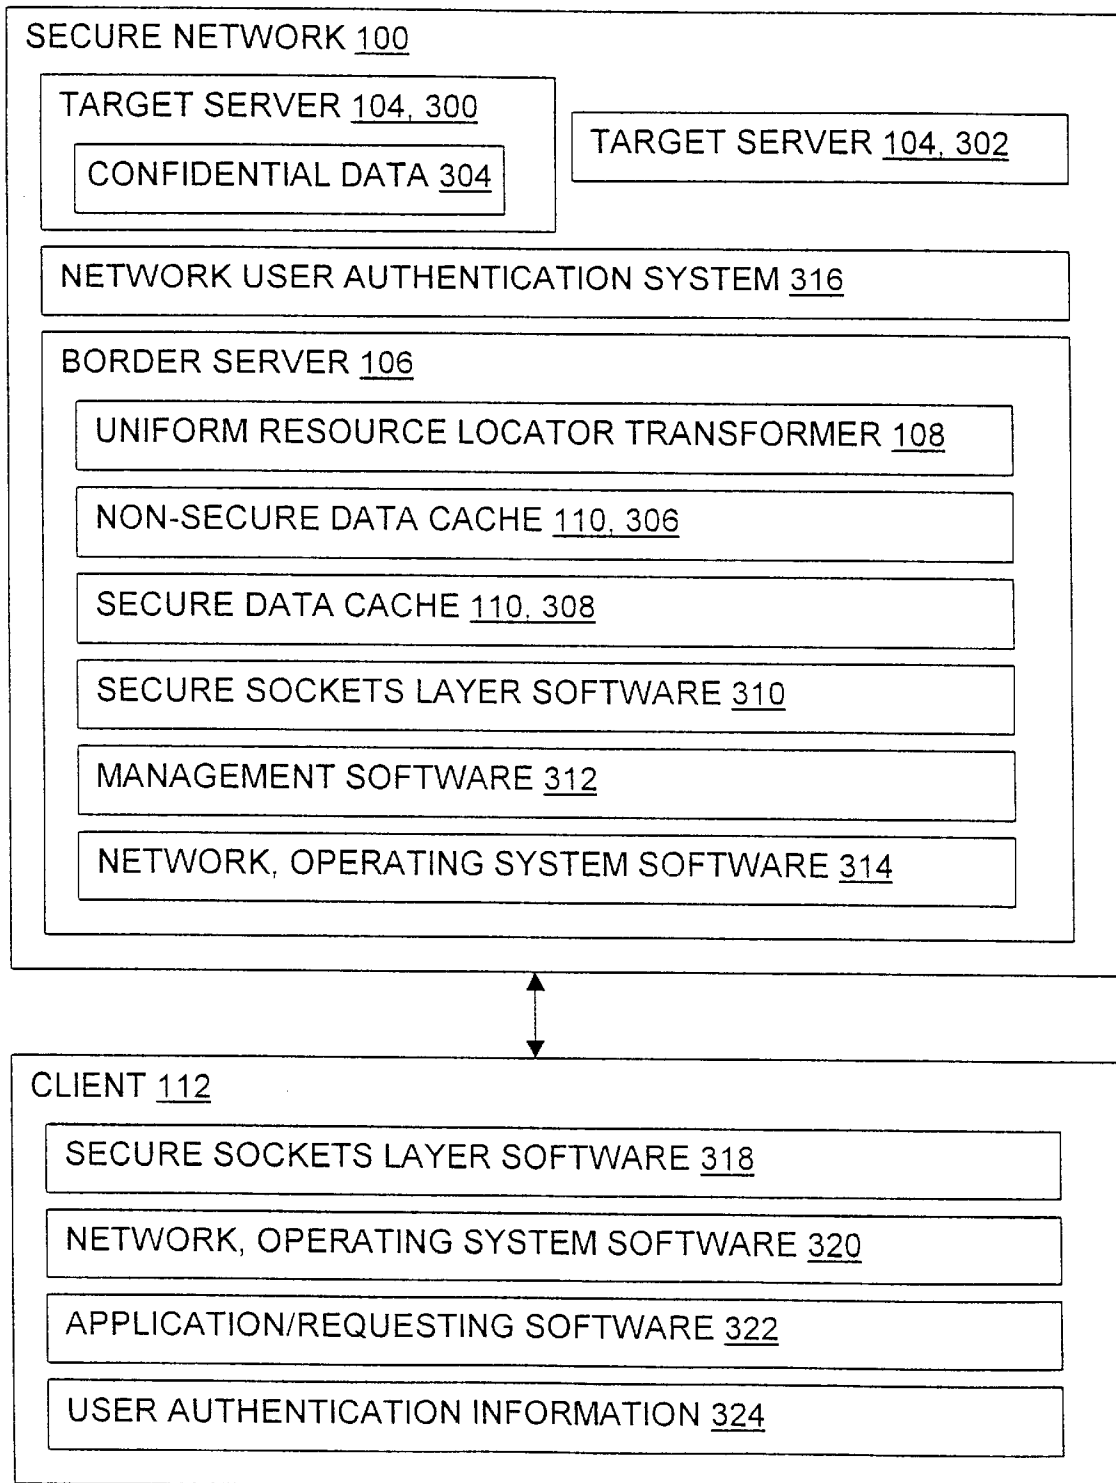 SECURE NETWORK 100
TARGET SERVER 104, 300
CONFIDENTIAL DATA 304
TARGET SERVER 104, 302
NETWORK USER AUTHENTICATION SYSTEM 316
BORDER SERVER 106
UNIFORM RESOURCE LOCATOR TRANSFORMER 108
NON-SECURE DATA CACHE 110, 306
SECURE DATA CACHE 110, 308
SECURE SOCKETS LAYER SOFTWARE 310
MANAGEMENT SOFTWARE 312
NETWORK, OPERATING SYSTEM SOFTWARE 314
CLIENT 112
SECURE SOCKETS LAYER SOFTWARE 318
NETWORK, OPERATING SYSTEM SOFTWARE 320
APPLICATION/REQUESTING SOFTWARE 322
USER AUTHENTICATION INFORMATION 324